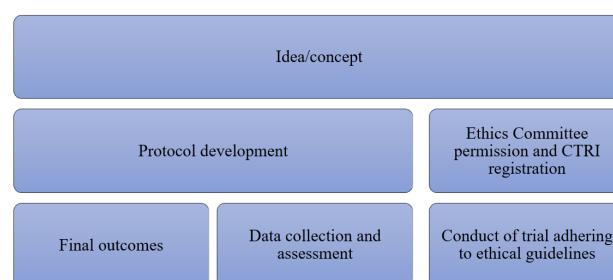 Idea/concept
Protocol development
Ethics Committee
permission and CTRI
registration
Final outcomes
Data collection and
assessment
Conduct of trial adhering
to ethical guidelines